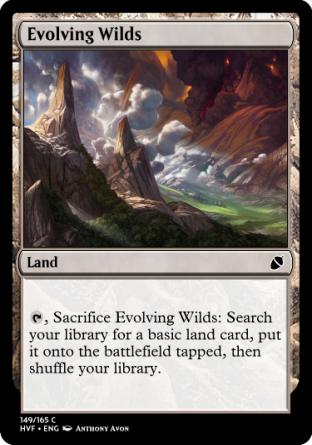 Evolving Wilds
Land
, Sacrifice Evolving Wilds: Search
your library for a basic land card, put
it onto the battlefield tapped, then
shuffle your library.
149/165 C
HVF • ENG Anthony Avon